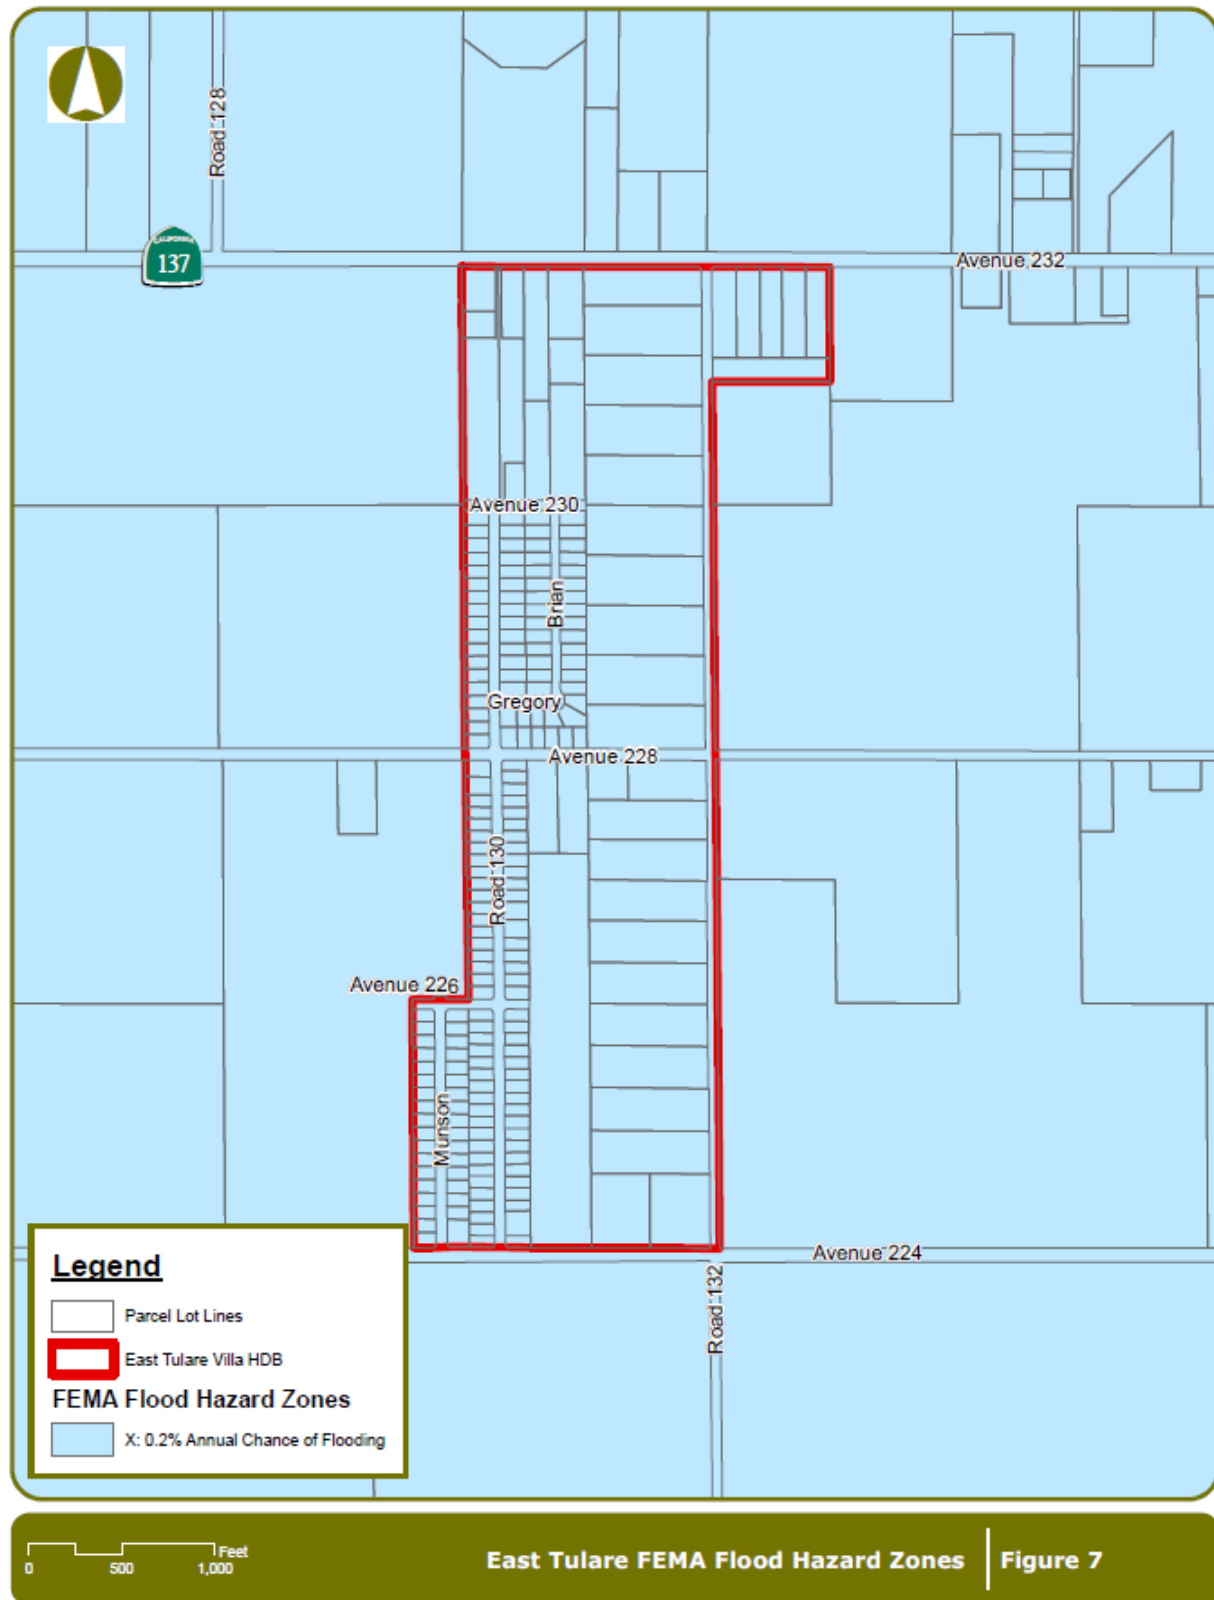 Road 128
CALIFORNIA
137
Avenue 232
Avenue 230
Brian
Gregory
Avenue 228
Road 130
Avenue 226
Munson
Avenue 224
Road 132
Legend
Parcel Lot Lines
East Tulare Villa HDB
FEMA Flood Hazard Zones
X: 0.2% Annual Chance of Flooding
Feet
0 500 1,000
East Tulare FEMA Flood Hazard Zones
Figure 7